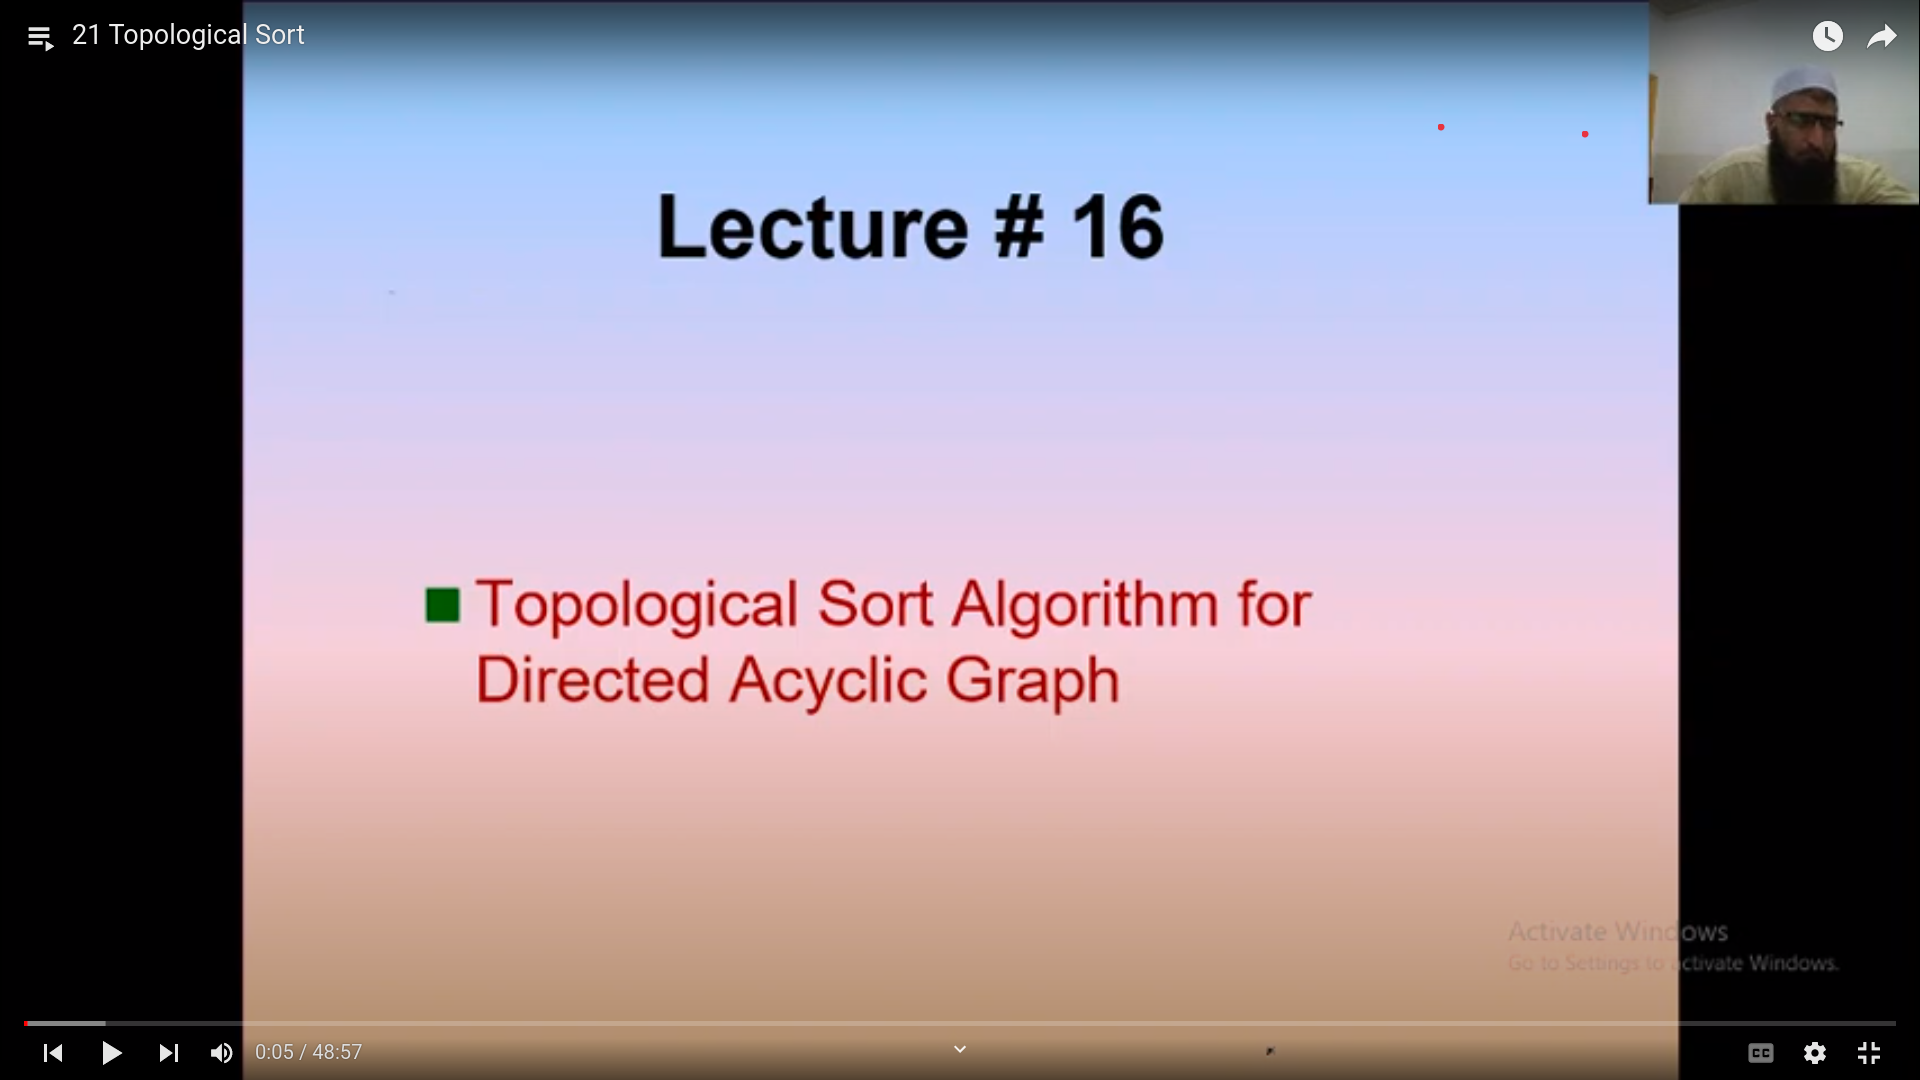 21 Topological Sort
Lecture # 16
Topological Sort Algorithm for
Directed Acyclic Graph
Activate Windows
Go to Settings to activate Windows.
0:05 / 48:57
CC